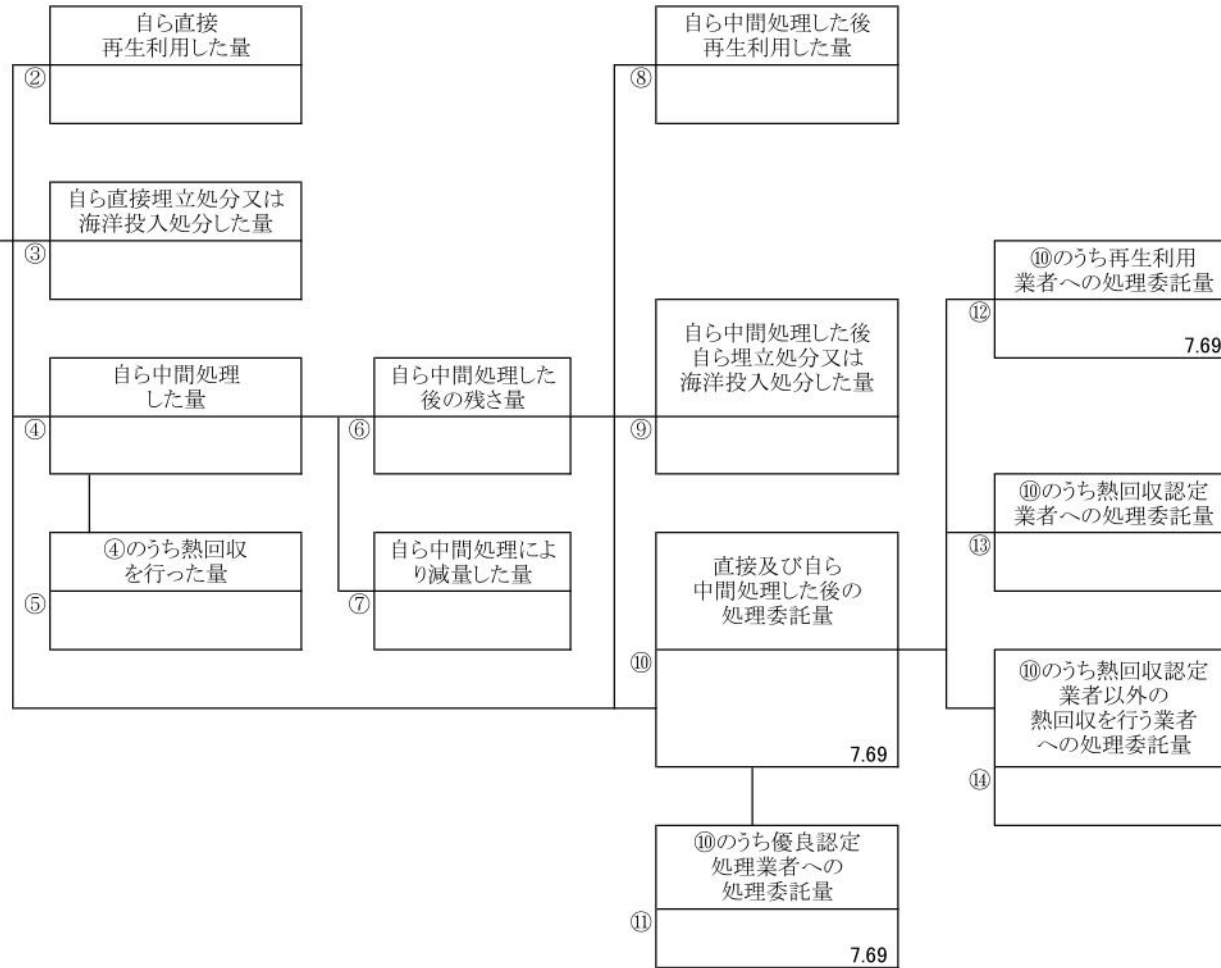 自ら直接
再生利用した量
②
自ら中間処理した後
再生利用した量
⑧
自ら直接埋立処分又は
海洋投入処分した量
③
⑩のうち再生利用
業者への処理委託量
⑫
7.69
自ら中間処理
した量
④
自ら中間処理した
後の残さ量
⑥
自ら中間処理した後
自ら埋立処分又は
海洋投入処分した量
⑨
⑩のうち熱回収認定
業者への処理委託量
⑬
④のうち熱回収
を行った量
⑤
自ら中間処理によ
り減量した量
⑦
直接及び自ら
中間処理した後の
処理委託量
⑩
7.69
⑩のうち熱回収認定
業者以外の
熱回収を行う業者
への処理委託量
⑭
⑩のうち優良認定
処理業者への
処理委託量
⑪
7.69